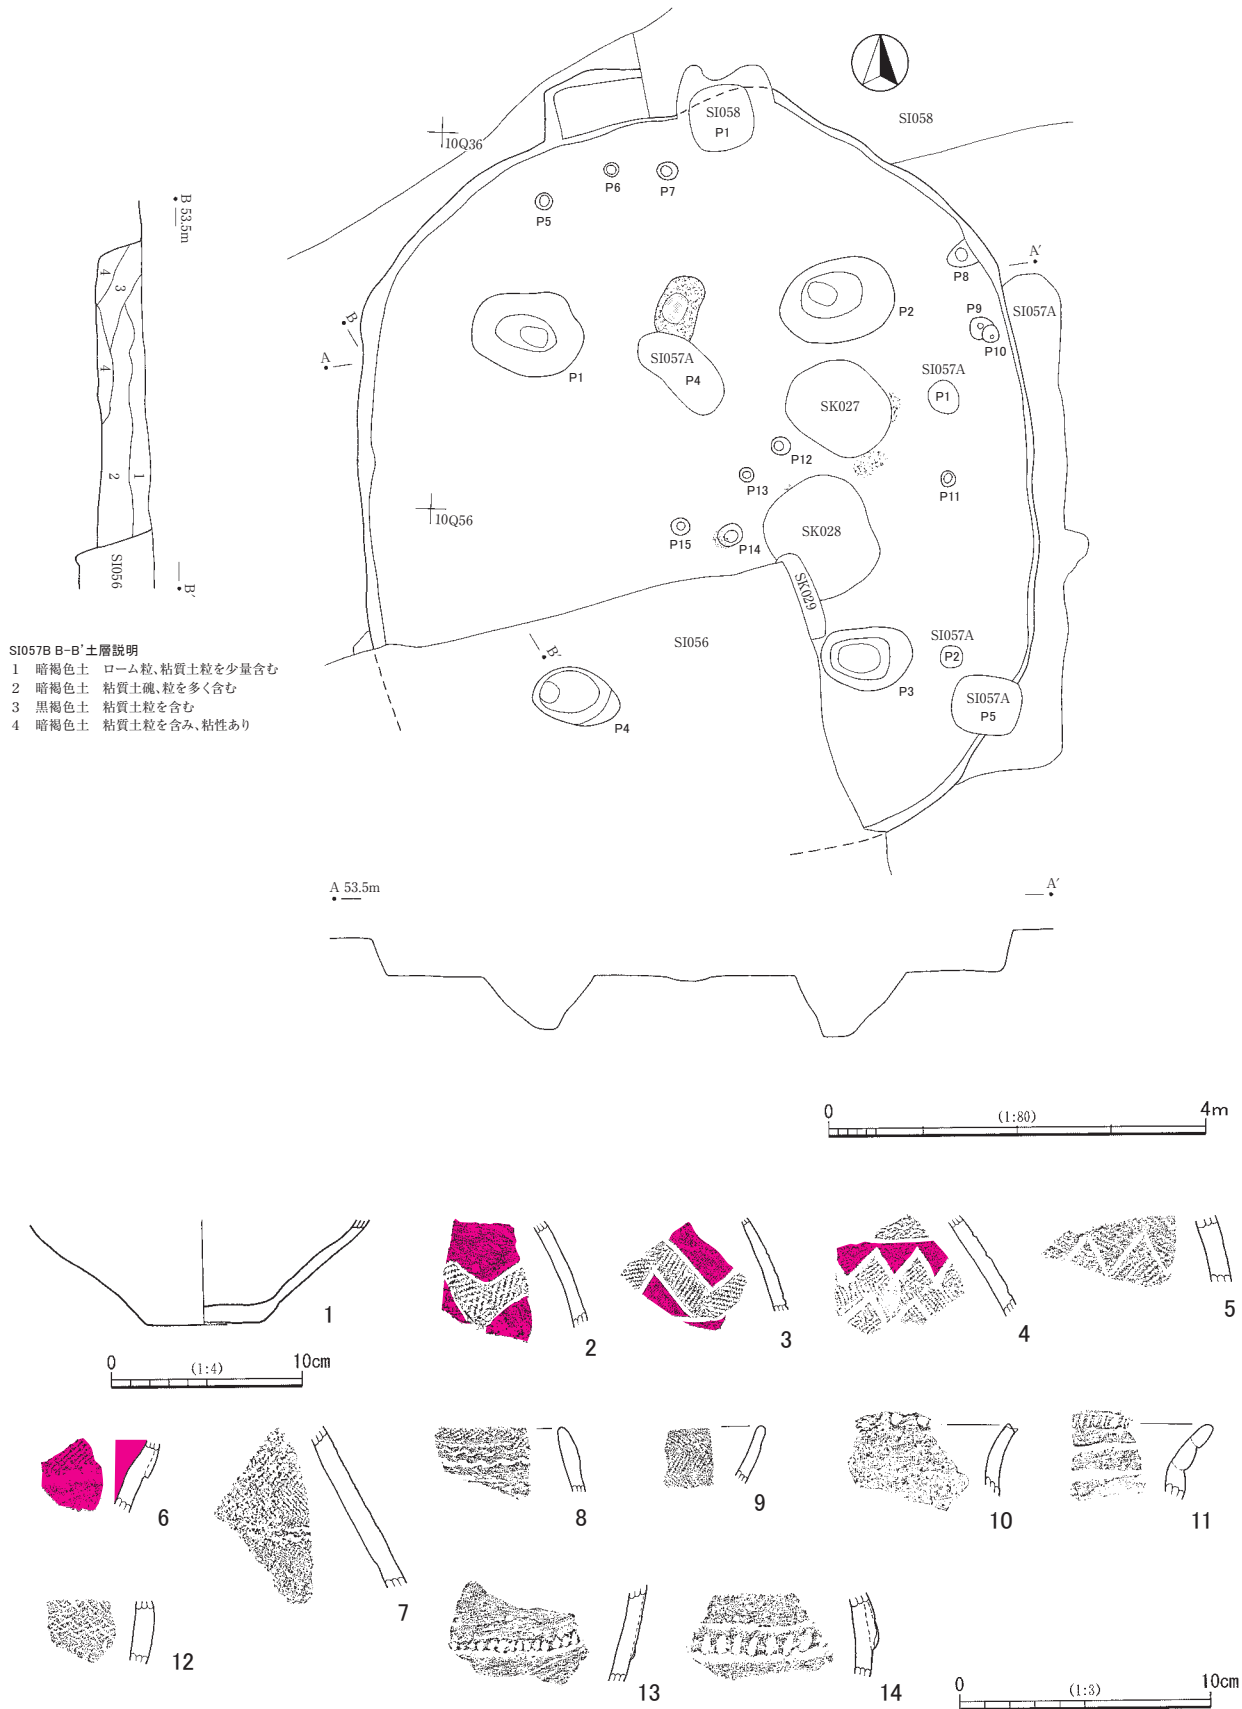 SI058
P1
SI058
10Q36
P6
P7
P5
B 53.5m
A'
P8
SI057A
P9
P10
P2
B
A
P1
SI057A
P4
SI057A
P1
SK027
P12
P13
P11
10Q56
SK028
P15
P14
SK029
SI056
SI057A
P2
P3
SI057A
P5
B'
P4
4
3
4
2
1
SI056
B'
SI057B B-B'土層説明
1 暗褐色土 ローム粒、粘質土粒を少量含む
2 暗褐色土 粘質土魂、粒を多く含む
3 黒褐色土 粘質土粒を含む
4 暗褐色土 粘質土粒を含み、粘性あり
A 53.5m
A'
0 (1:80) 4m
1
2
3
4
5
0 (1:4) 10cm
6
7
8
9
10
11
12
13
14
0 (1:3) 10cm